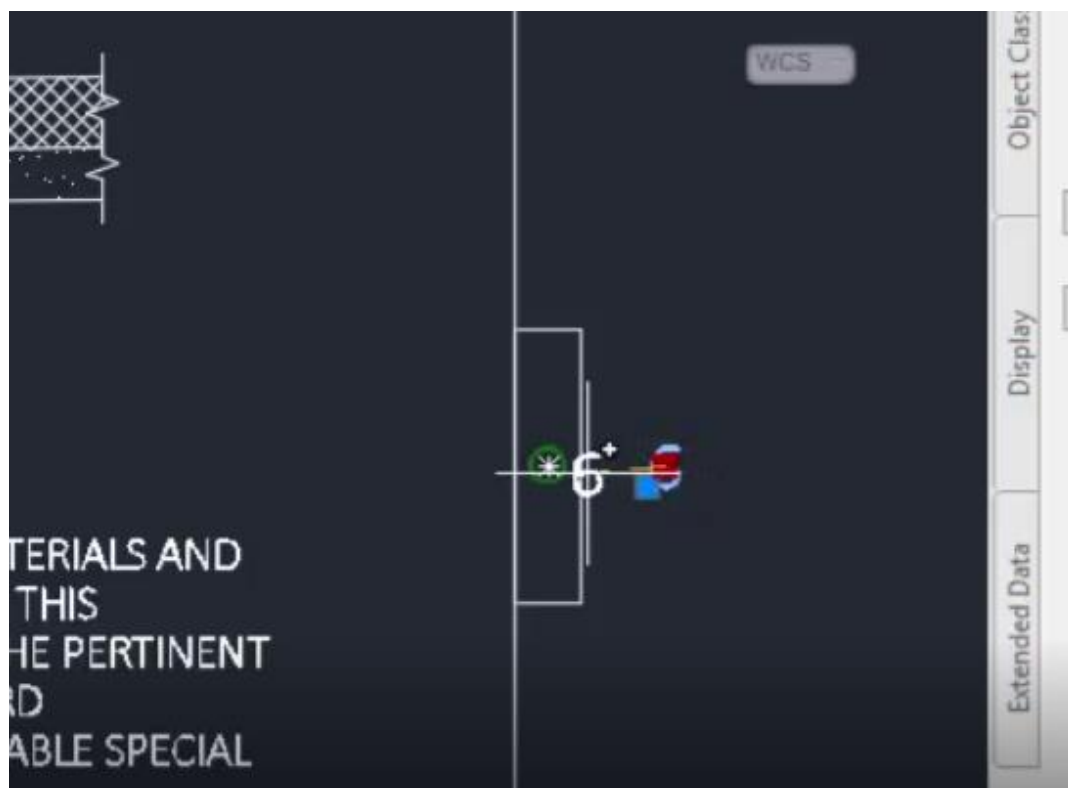 WCS
Object Clas
Display
6+
Extended Data
TERIALS AND
THIS
HE PERTINENT
RD
ABLE SPECIAL